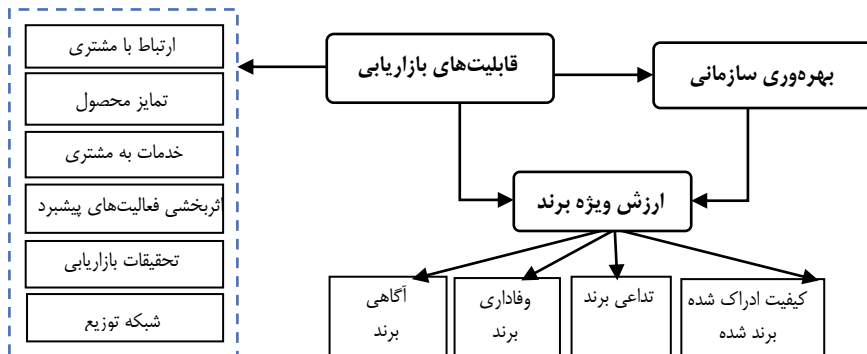 ارتباط با مشتری
تمایز محصول
خدمات به مشتری
اثربخشی فعالیت‌های پیشبرد
تحقیقات بازاریابی
شبکه توزیع
قابلیت‌های بازاریابی
بهره‌وری سازمانی
ارزش ویژه برند
کیفیت ادراک شده
برند شده
تداعی برند
وفاداری
برند
آگاهی
برند